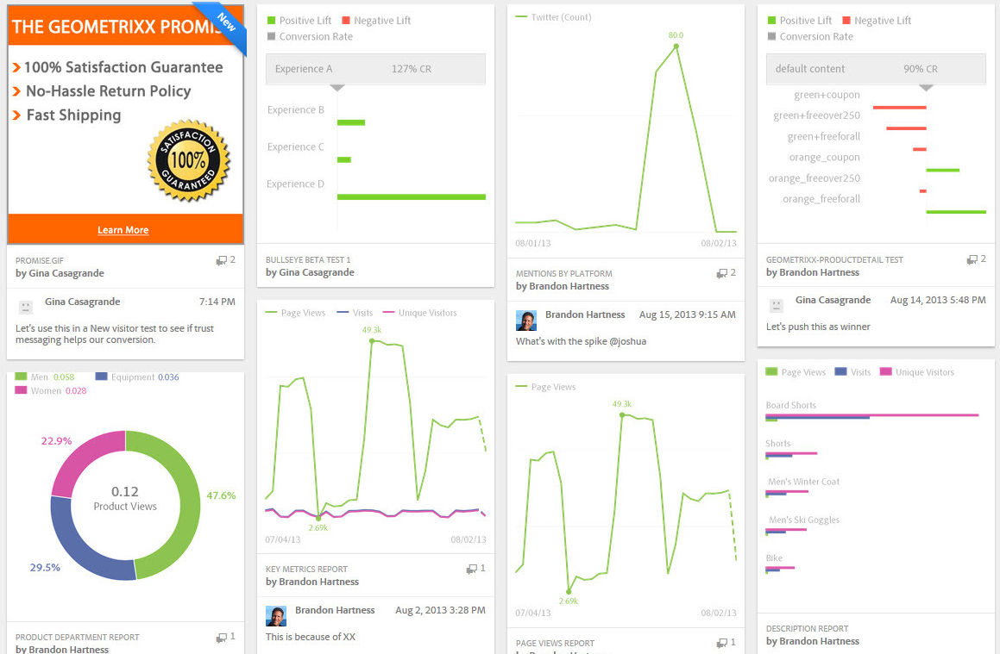 THE GEOMETRIXX PROMIS
New
100% Satisfaction Guarantee
No-Hassle Return Policy
Fast Shipping
SATISFACTION
100%
GUARANTEED
Learn More
PROMISE.GIF
2
by Gina Casagrande
Gina Casagrande
7:14 PM
Let's use this in a New visitor test to see if trust
messaging helps our conversion.
Men 0.058
Equipment 0.036
Women 0.028
22.9%
0.12
Product Views
47.6%
29.5%
PRODUCT DEPARTMENT REPORT
1
by Brandon Hartness
Positive Lift
Negative Lift
Conversion Rate
Experience A
127% CR
Experience B
Experience C
Experience D
BULLSEYE BETA TEST 1
by Gina Casagrande
Page Views
Visits
Unique Visitors
49.3k
2.69k
07/04/13
08/02/13
KEY METRICS REPORT
1
by Brandon Hartness
Brandon Hartness
Aug 2, 2013 3:28 PM
This is because of XX
Twitter (Count)
80.0
08/01/13
08/02/13
MENTIONS BY PLATFORM
2
by Brandon Hartness
Brandon Hartness
Aug 15, 2013 9:15 AM
What's with the spike @joshua
Page Views
49.3k
2.69k
07/04/13
08/02/13
PAGE VIEWS REPORT
1
by Brandon Hartness
Positive Lift
Negative Lift
Conversion Rate
default content
90% CR
green+coupon
green+freeover250
green+freeforall
orange_coupon
orange_freeover250
orange_freeforall
GEOMETRIXX-PRODUCTDETAIL TEST
2
by Brandon Hartness
Gina Casagrande
Aug 14, 2013 5:48 PM
Let's push this as winner
Page Views
Visits
Unique Visitors
Board Shorts
Shorts
Men's Winter Coat
Men's Ski Goggles
Bike
DESCRIPTION REPORT
by Brandon Hartness